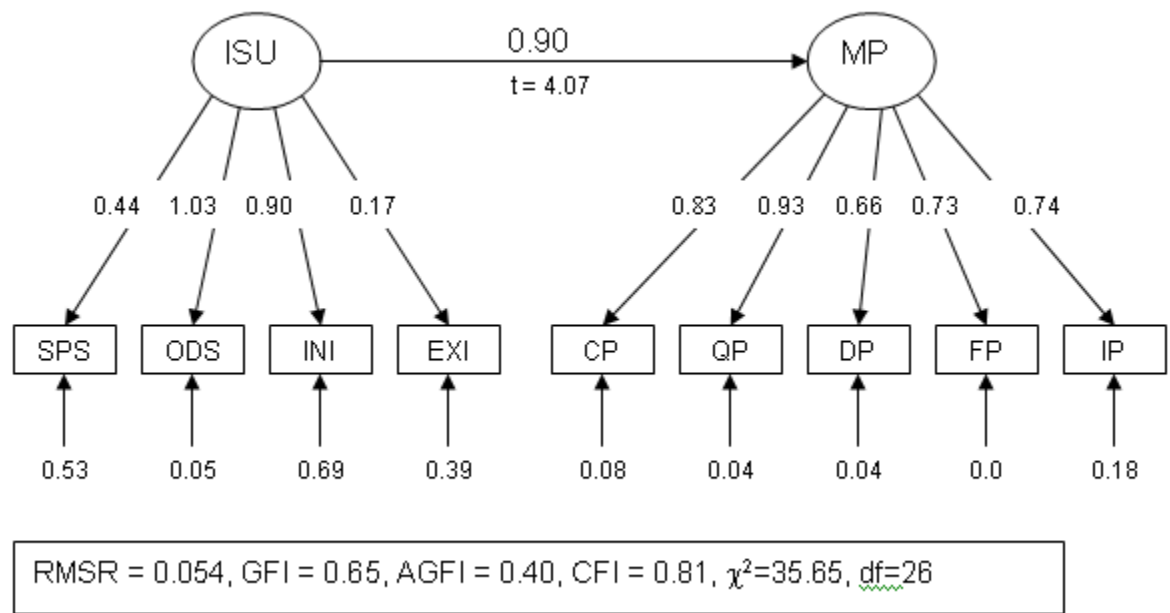 ISU
0.90
MP
t = 4.07
0.44 1.03 0.90 0.17 0.83 0.93 0.66 0.73 0.74
SPS ODS INI EXI CP QP DP FP IP
0.53 0.05 0.69 0.39 0.08 0.04 0.04 0.0 0.18
RMSR = 0.054, GFI = 0.65, AGFI = 0.40, CFI = 0.81, χ²=35.65, df=26